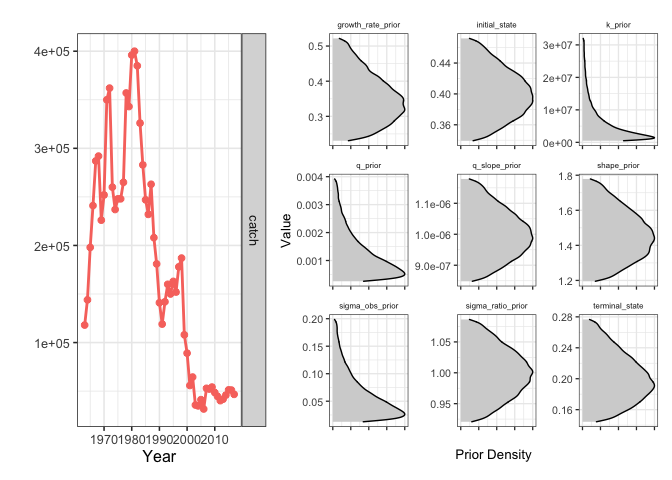 4e+05
3e+05
2e+05
1e+05
1970 1980 1990 2000 2010
Year
catch
Value
growth_rate_prior
0.5
0.4
0.3
initial_state
0.44
0.40
0.36
k_prior
3e+07
2e+07
1e+07
0e+00
q_prior
0.004
0.003
0.002
0.001
q_slope_prior
1.1e-06
1.0e-06
9.0e-07
shape_prior
1.8
1.6
1.4
1.2
sigma_obs_prior
0.20
0.15
0.10
0.05
sigma_ratio_prior
1.05
1.00
0.95
terminal_state
0.28
0.24
0.20
0.16
Prior Density